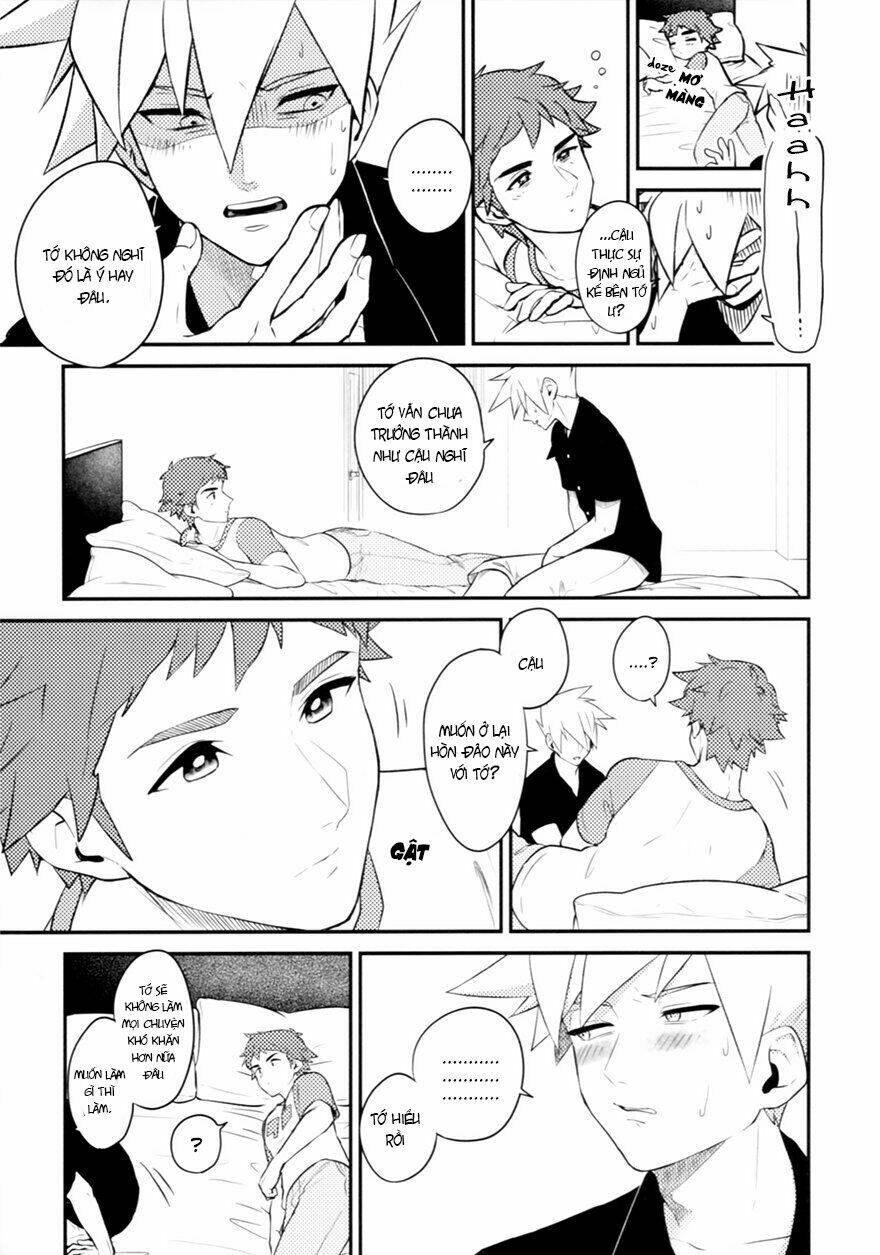 doze
MƠ
MÀNG
Haahh
...
...CẬU
THỰC SỰ
ĐỊNH NGỦ
KẾ BÊN TỚ
Ư?
.........
.........
TỚ KHÔNG NGHĨ
ĐÓ LÀ Ý HAY
ĐÂU.
TỚ VẪN CHƯA
TRƯỞNG THÀNH
NHƯ CẬU NGHĨ
ĐÂU
....?
CẬU
MUỐN Ở LẠI
HÒN ĐẢO NÀY
VỚI TỚ?
GẬT
.........
.........
TỚ HIỂU
RỒI
TỚ SẼ
KHÔNG LÀM
MỌI CHUYỆN
KHÓ KHĂN
HƠN NỮA
ĐÂU
MUỐN LÀM
GÌ THÌ
LÀM.
?